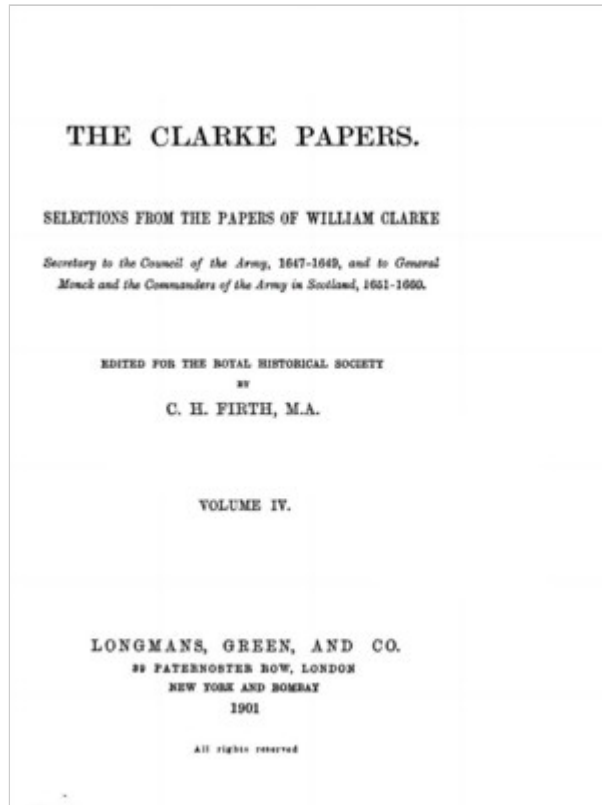 THE CLARKE PAPERS.
SELECTIONS FROM THE PAPERS OF WILLIAM CLARKE
Secretary to the Council of the Army, 1647-1649, and to General
Monck and the Commanders of the Army in Scotland, 1651-1660.
EDITED FOR THE ROYAL HISTORICAL SOCIETY
BY
C. H. FIRTH, M.A.
VOLUME IV.
LONGMANS, GREEN, AND CO.
39 PATERNOSTER ROW, LONDON
NEW YORK AND BOMBAY
1901
All rights reserved